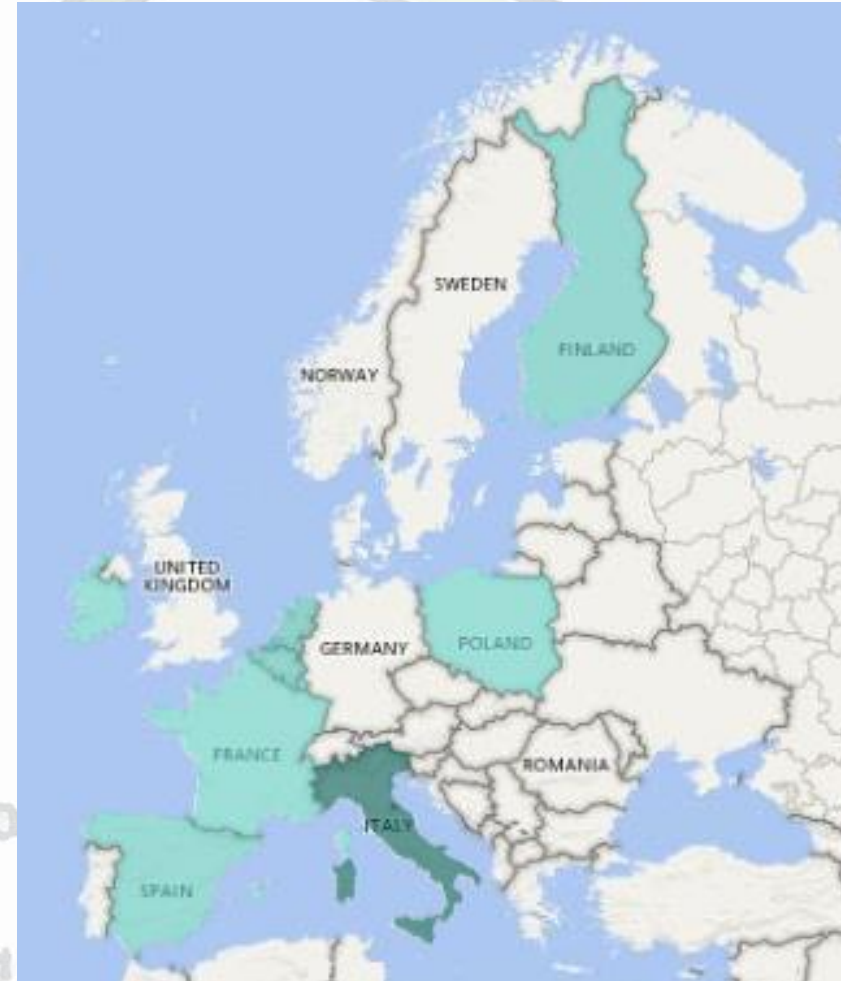 SWEDEN
FINLAND
NORWAY
UNITED
KINGDOM
GERMANY
POLAND
FRANCE
ROMANIA
ITALY
SPAIN